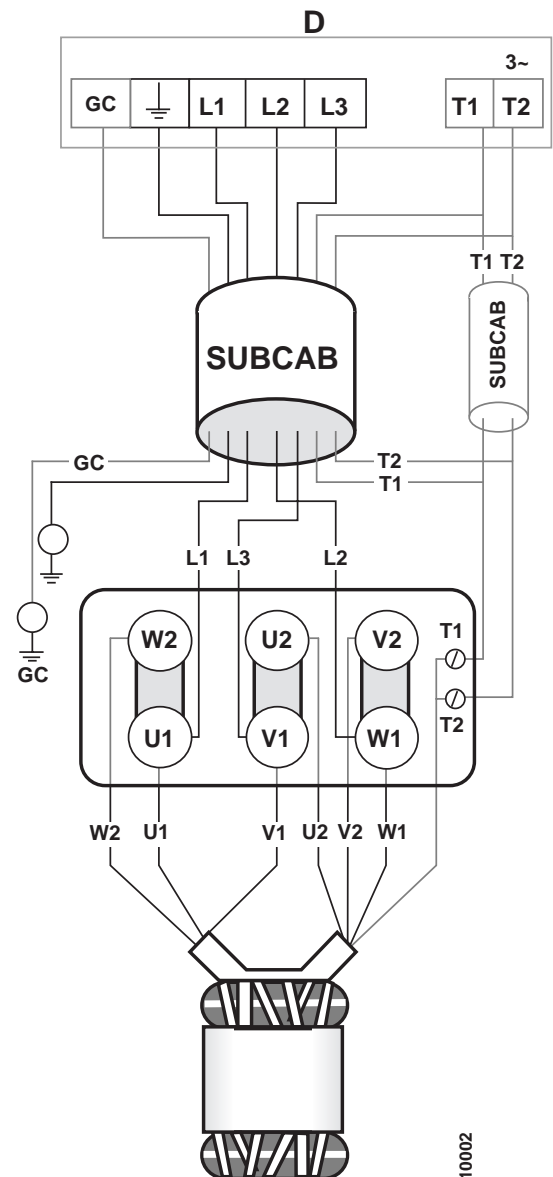 D
3~
GC L1 L2 L3 T1 T2
T1 T2
SUBCAB
SUBCAB
GC
T2
T1
L1 L3 L2
W2 U2 V2 T1
GC
U1 V1 W1 T2
W2 U1 V1 U2 V2 W1
10002